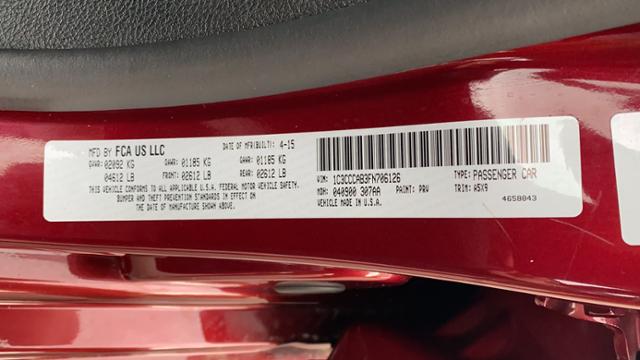 MFD BY FCA US LLC DATE OF MFR(BUILT): 4-15
GVWR: 02092 KG GAWR: 01185 KG GAWR: 01185 KG
04612 LB FRONT: 02612 LB REAR: 02612 LB
THIS VEHICLE CONFORMS TO ALL APPLICABLE U.S.A. FEDERAL MOTOR VEHICLE SAFETY,
BUMPER AND THEFT PREVENTION STANDARDS IN EFFECT ON
THE DATE OF MANUFACTURE SHOWN ABOVE.
VIN: 1C3CCCAB3FN706126 TYPE: PASSENGER CAR
MDH: 040900 307AA PAINT: PRV TRIM: A5X9
VEHICLE MADE IN U.S.A. 4658043